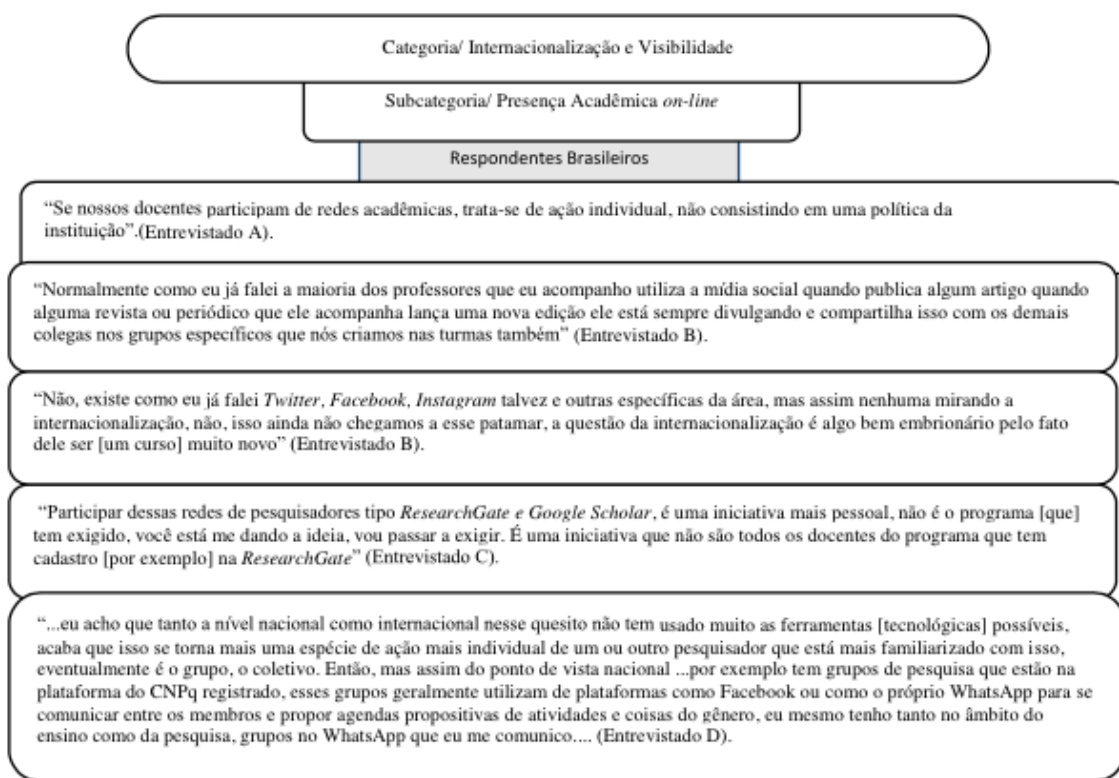 Categoria/ Internacionalização e Visibilidade
Subcategoria/ Presença Acadêmica on-line
Respondentes Brasileiros
“Se nossos docentes participam de redes acadêmicas, trata-se de ação individual, não consistindo em uma política da
instituição”.(Entrevistado A).
“Normalmente como eu já falei a maioria dos professores que eu acompanho utiliza a mídia social quando publica algum artigo quando
alguma revista ou periódico que ele acompanha lança uma nova edição ele está sempre divulgando e compartilha isso com os demais
colegas nos grupos específicos que nós criamos nas turmas também” (Entrevistado B).
“Não, existe como eu já falei Twitter, Facebook, Instagram talvez e outras específicas da área, mas assim nenhuma mirando a
internacionalização, não, isso ainda não chegamos a esse patamar, a questão da internacionalização é algo bem embrionário pelo fato
dele ser [um curso] muito novo” (Entrevistado B).
“Participar dessas redes de pesquisadores tipo ResearchGate e Google Scholar, é uma iniciativa mais pessoal, não é o programa [que]
tem exigido, você está me dando a ideia, vou passar a exigir. É uma iniciativa que não são todos os docentes do programa que tem
cadastro [por exemplo] na ResearchGate” (Entrevistado C).
“...eu acho que tanto a nível nacional como internacional nesse quesito não tem usado muito as ferramentas [tecnológicas] possíveis,
acaba que isso se torna mais uma espécie de ação mais individual de um ou outro pesquisador que está mais familiarizado com isso,
eventualmente é o grupo, o coletivo. Então, mas assim do ponto de vista nacional ...por exemplo tem grupos de pesquisa que estão na
plataforma do CNPq registrado, esses grupos geralmente utilizam de plataformas como Facebook ou como o próprio WhatsApp para se
comunicar entre os membros e propor agendas propositivas de atividades e coisas do gênero, eu mesmo tenho tanto no âmbito do
ensino como da pesquisa, grupos no WhatsApp que eu me comunico.... (Entrevistado D).